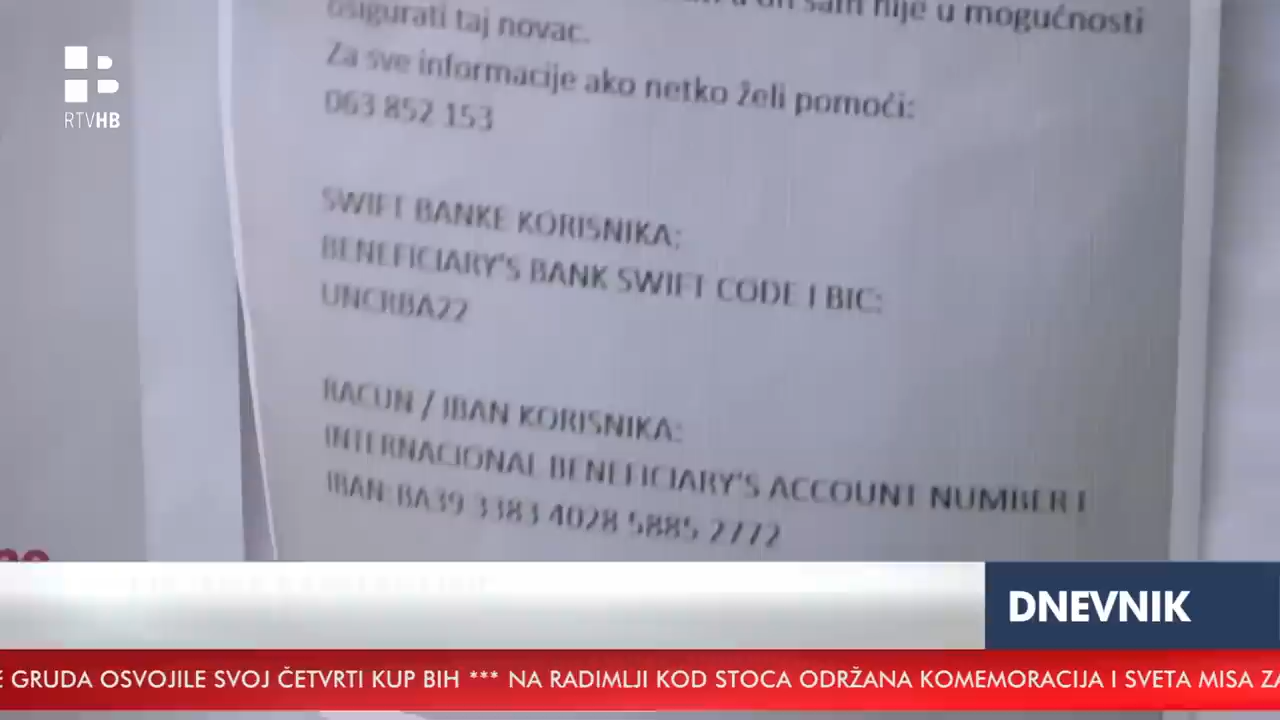 nije u mogućnosti
osigurati taj novac.
Za sve informacije ako netko želi pomoći:
063 852 153
SWIFT BANKE KORISNIKA:
BENEFICIARY'S BANK SWIFT CODE I BIC:
UNCRBA22
RACUN / IBAN KORISNIKA:
INTERNACIONAL BENEFICIARY'S ACCOUNT NUMBER I
IBAN: BA39 3383 4028 5885 2772
RTVHB
DNEVNIK
GRUDA OSVOJILE SVOJ ČETVRTI KUP BIH *** NA RADIMLJI KOD STOCA ODRŽANA KOMEMORACIJA I SVETA MISA